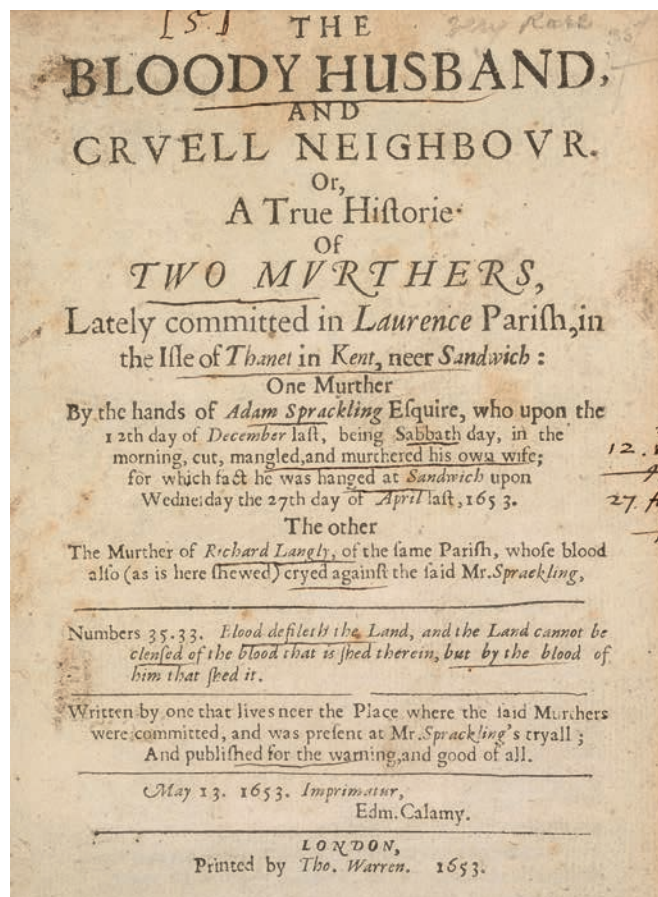 [5]
THE
BLOODY HUSBAND,
AND
CRVELL NEIGHBOVR.
Or,
A True Hiſtorie
Of
TWO MVRTHERS,
Lately committed in Laurence Pariſh, in
the Iſle of Thanet in Kent, neer Sandwich :
One Murther
By the hands of Adam Sprackling Eſquire, who upon the
12th day of December laſt, being Sabbath day, in the
morning, cut, mangled, and murthered his own wife;
for which fact he was hanged at Sandwich upon
Wedneſday the 27th day of April laſt, 1653.
12.
27
The other
The Murther of Richard Langly, of the ſame Pariſh, whoſe blood
alſo (as is here ſhewed) cryed againſt the ſaid Mr. Sprackling,
Numbers 35.33. Blood defileth the Land, and the Land cannot be
clenſed of the blood that is ſhed therein, but by the blood of
him that ſhed it.
Written by one that lives neer the Place where the ſaid Murthers
were committed, and was preſent at Mr. Sprackling's tryall ;
And publiſhed for the warning, and good of all.
May 13. 1653. Imprimatur,
Edm. Calamy.
LONDON,
Printed by Tho. Warren. 1653.